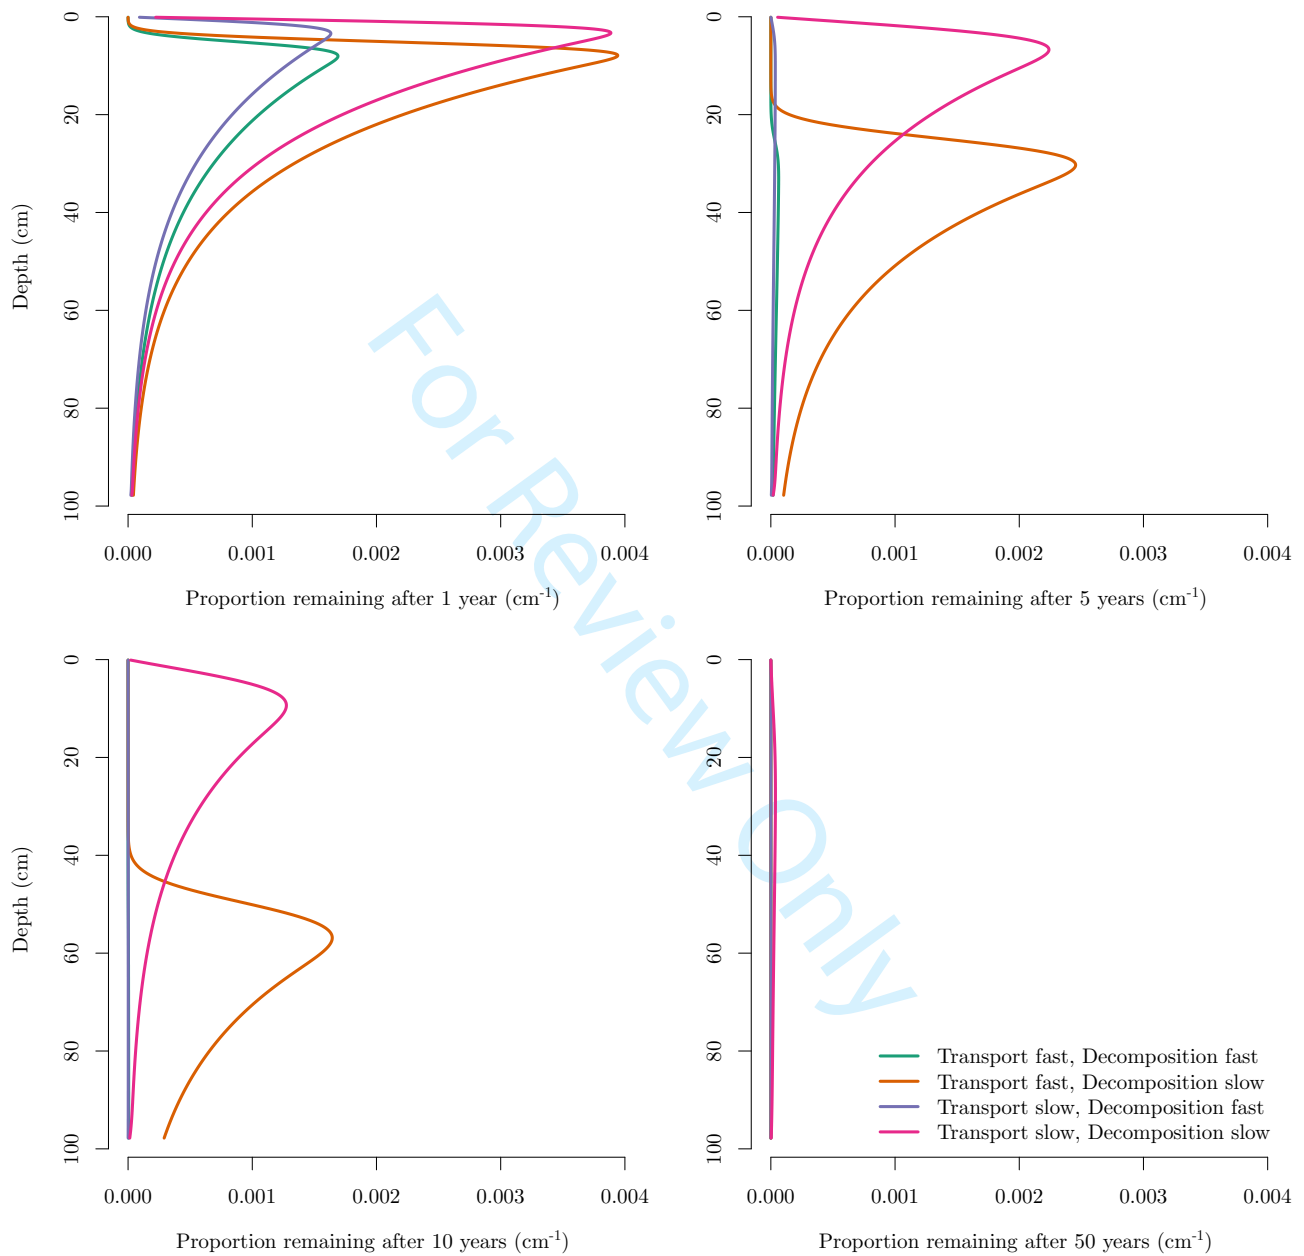 0
20
40
60
80
100
Depth (cm)
0.000 0.001 0.002 0.003 0.004
Proportion remaining after 1 year (cm-1)
0
20
40
60
80
100
0.000 0.001 0.002 0.003 0.004
Proportion remaining after 5 years (cm-1)
For Review Only
0
20
40
60
80
100
Depth (cm)
0.000 0.001 0.002 0.003 0.004
Proportion remaining after 10 years (cm-1)
0
20
40
60
80
100
Transport fast, Decomposition fast
Transport fast, Decomposition slow
Transport slow, Decomposition fast
Transport slow, Decomposition slow
0.000 0.001 0.002 0.003 0.004
Proportion remaining after 50 years (cm-1)